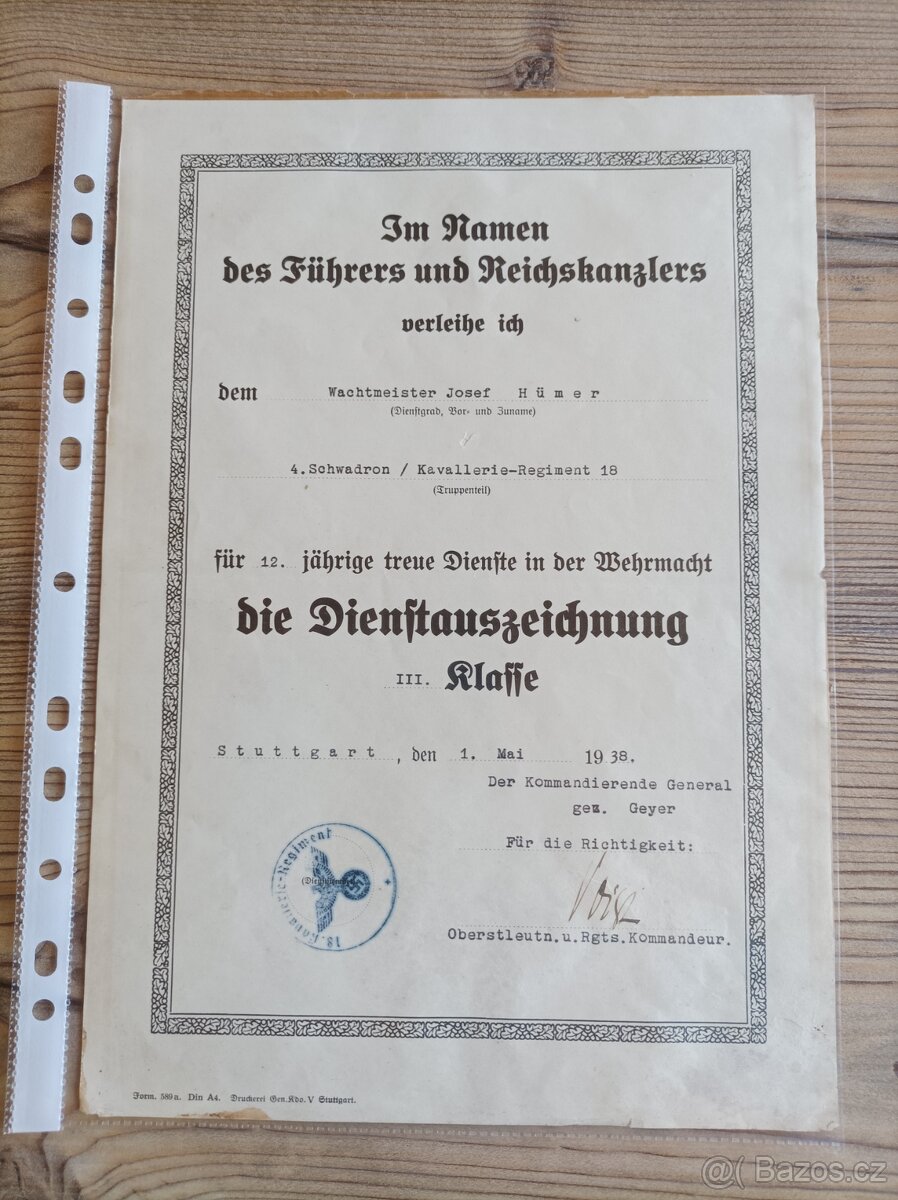 Im Namen
des Führers und Reichskanzlers
verleihe ich
dem Wachtmeister Josef Hümer
(Dienstgrad, Vor- und Zuname)
4.Schwadron / Kavallerie-Regiment 18
(Truppenteil)
für 12. jährige treue Dienste in der Wehrmacht
die Dienstauszeichnung
III. Klasse
Stuttgart, den 1. Mai 1938.
Der Kommandierende General
gez. Geyer
Für die Richtigkeit:
18. Kavallerie-Regiment
Oberstleutn.u.Rgts.Kommandeur.
Form. 589a. Din A4. Druckerei Gen.Kdo. V Stuttgart.
@( Bazos.cz